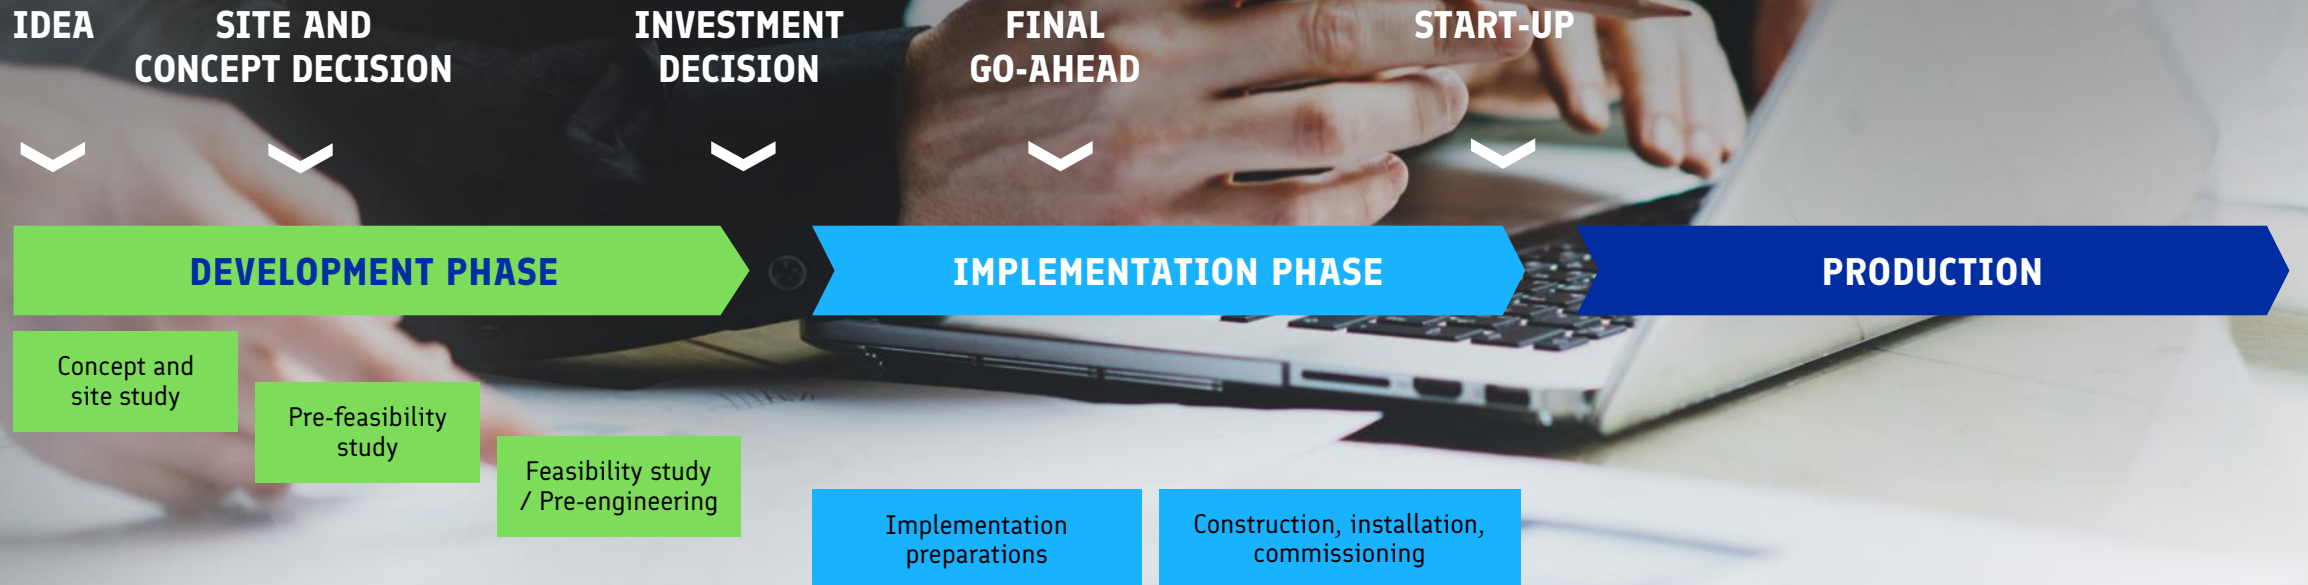 IDEA
SITE AND
CONCEPT DECISION
INVESTMENT
DECISION
FINAL
GO-AHEAD
START-UP
DEVELOPMENT PHASE
IMPLEMENTATION PHASE
PRODUCTION
Concept and
site study
Pre-feasibility
study
Feasibility study
/ Pre-engineering
Implementation
preparations
Construction, installation,
commissioning